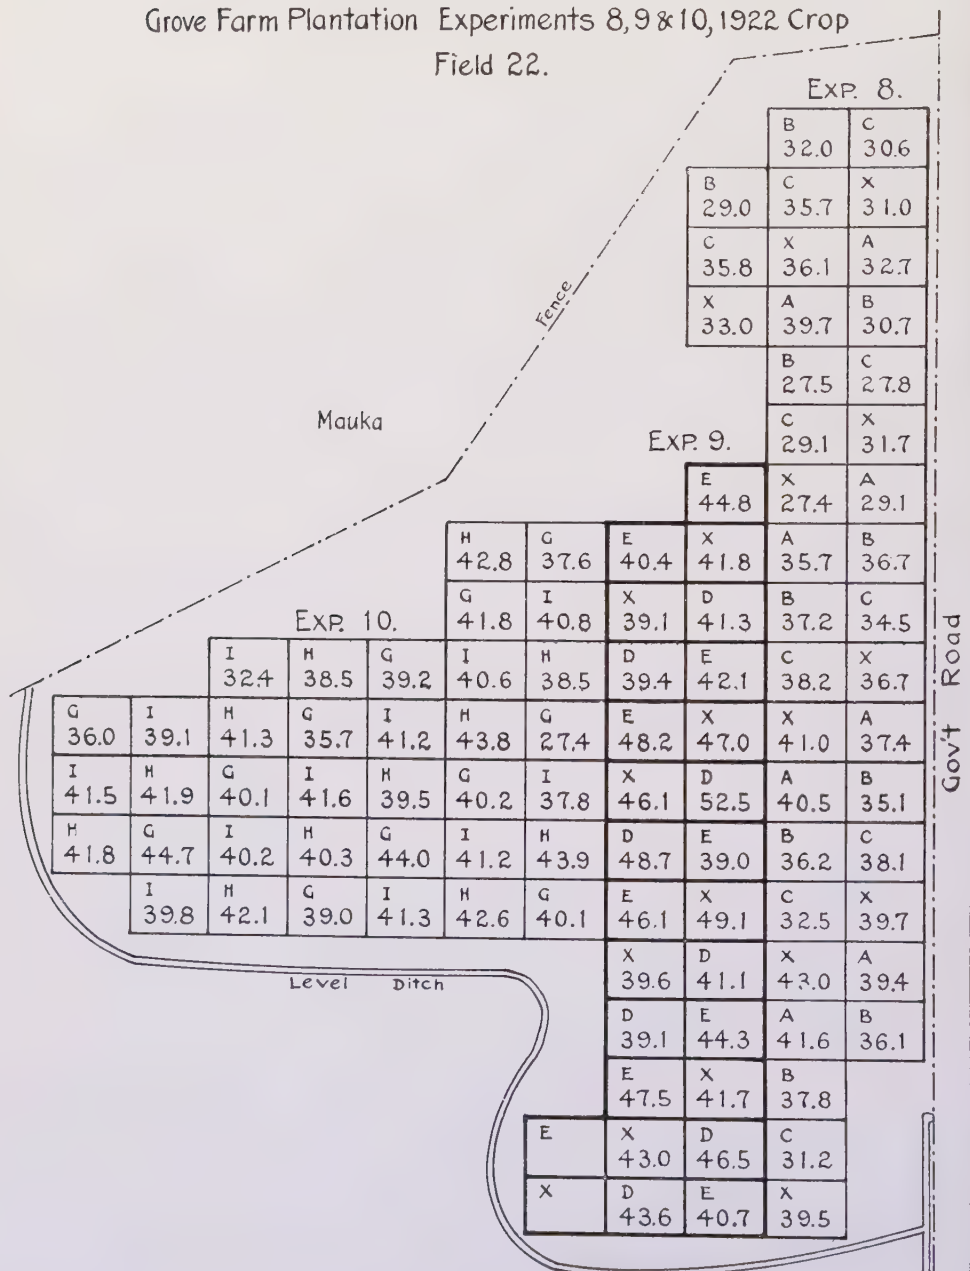 Grove Farm Plantation Experiments 8, 9 & 10, 1922 Crop
Field 22.
Exp. 8.
B C
32.0 30.6
B C X
29.0 35.7 31.0
C X A
35.8 36.1 32.7
X A B
33.0 39.7 30.7
Fence
B C
27.5 27.8
Mauka
C X
29.1 31.7
Exp. 9.
E X A
44.8 27.4 29.1
H G E X A B
42.8 37.6 40.4 41.8 35.7 36.7
G I X D B C
41.8 40.8 39.1 41.3 37.2 34.5
Exp. 10.
I H G I H D E C X
32.4 38.5 39.2 40.6 38.5 39.4 42.1 38.2 36.7
Gov't Road
G I H G I H G E X X A
36.0 39.1 41.3 35.7 41.2 43.8 27.4 48.2 47.0 41.0 37.4
I H G I H G I X D A B
41.5 41.9 40.1 41.6 39.5 40.2 37.8 46.1 52.5 40.5 35.1
H G I H G I H D E B C
41.8 44.7 40.2 40.3 44.0 41.2 43.9 48.7 39.0 36.2 38.1
I H G I H G E X C X
39.8 42.1 39.0 41.3 42.6 40.1 46.1 49.1 32.5 39.7
X D X A
39.6 41.1 43.0 39.4
Level Ditch
D E A B
39.1 44.3 41.6 36.1
E X B
47.5 41.7 37.8
E X D C
43.0 46.5 31.2
X D E X
43.6 40.7 39.5